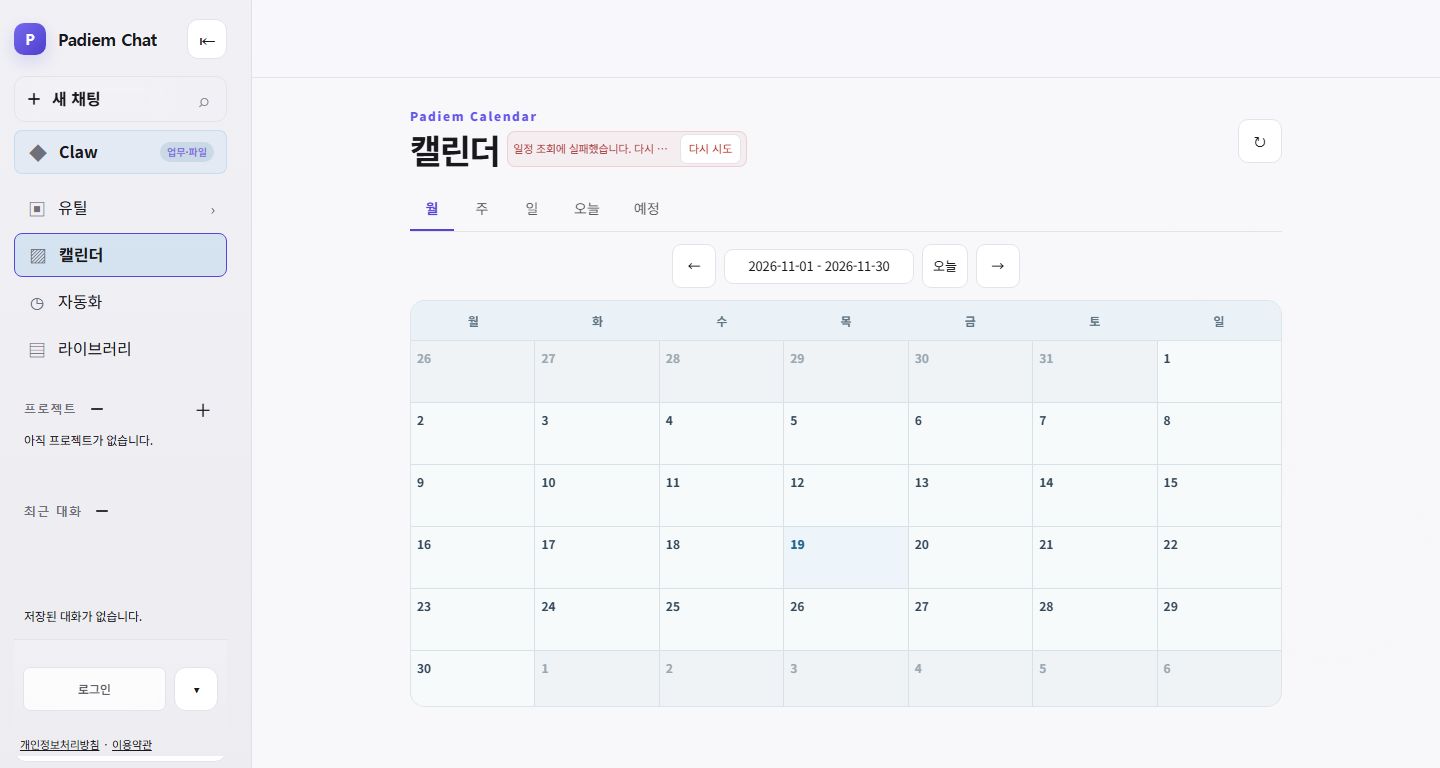 P Padiem Chat
+ 새 채팅
Claw 업무·파일
유틸
캘린더
자동화
라이브러리
프로젝트
아직 프로젝트가 없습니다.
최근 대화
저장된 대화가 없습니다.
로그인
개인정보처리방침 · 이용약관
Padiem Calendar
캘린더
일정 조회에 실패했습니다. 다시 ··· 다시 시도
월 주 일 오늘 예정
← 2026-11-01 - 2026-11-30 오늘 →
월 화 수 목 금 토 일
26 27 28 29 30 31 1
2 3 4 5 6 7 8
9 10 11 12 13 14 15
16 17 18 19 20 21 22
23 24 25 26 27 28 29
30 1 2 3 4 5 6